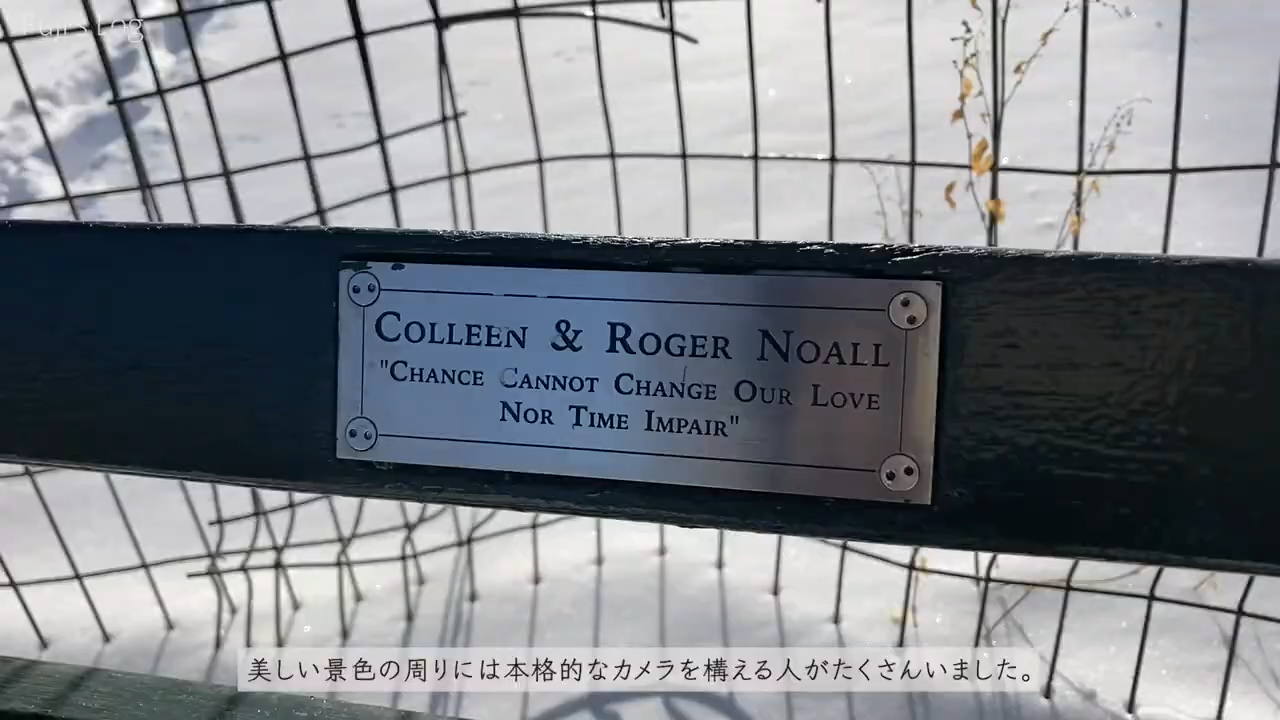 Fuji's Log
COLLEEN & ROGER NOALL
"CHANCE CANNOT CHANGE OUR LOVE
NOR TIME IMPAIR"
美しい景色の周りには本格的なカメラを構える人がたくさんいました。